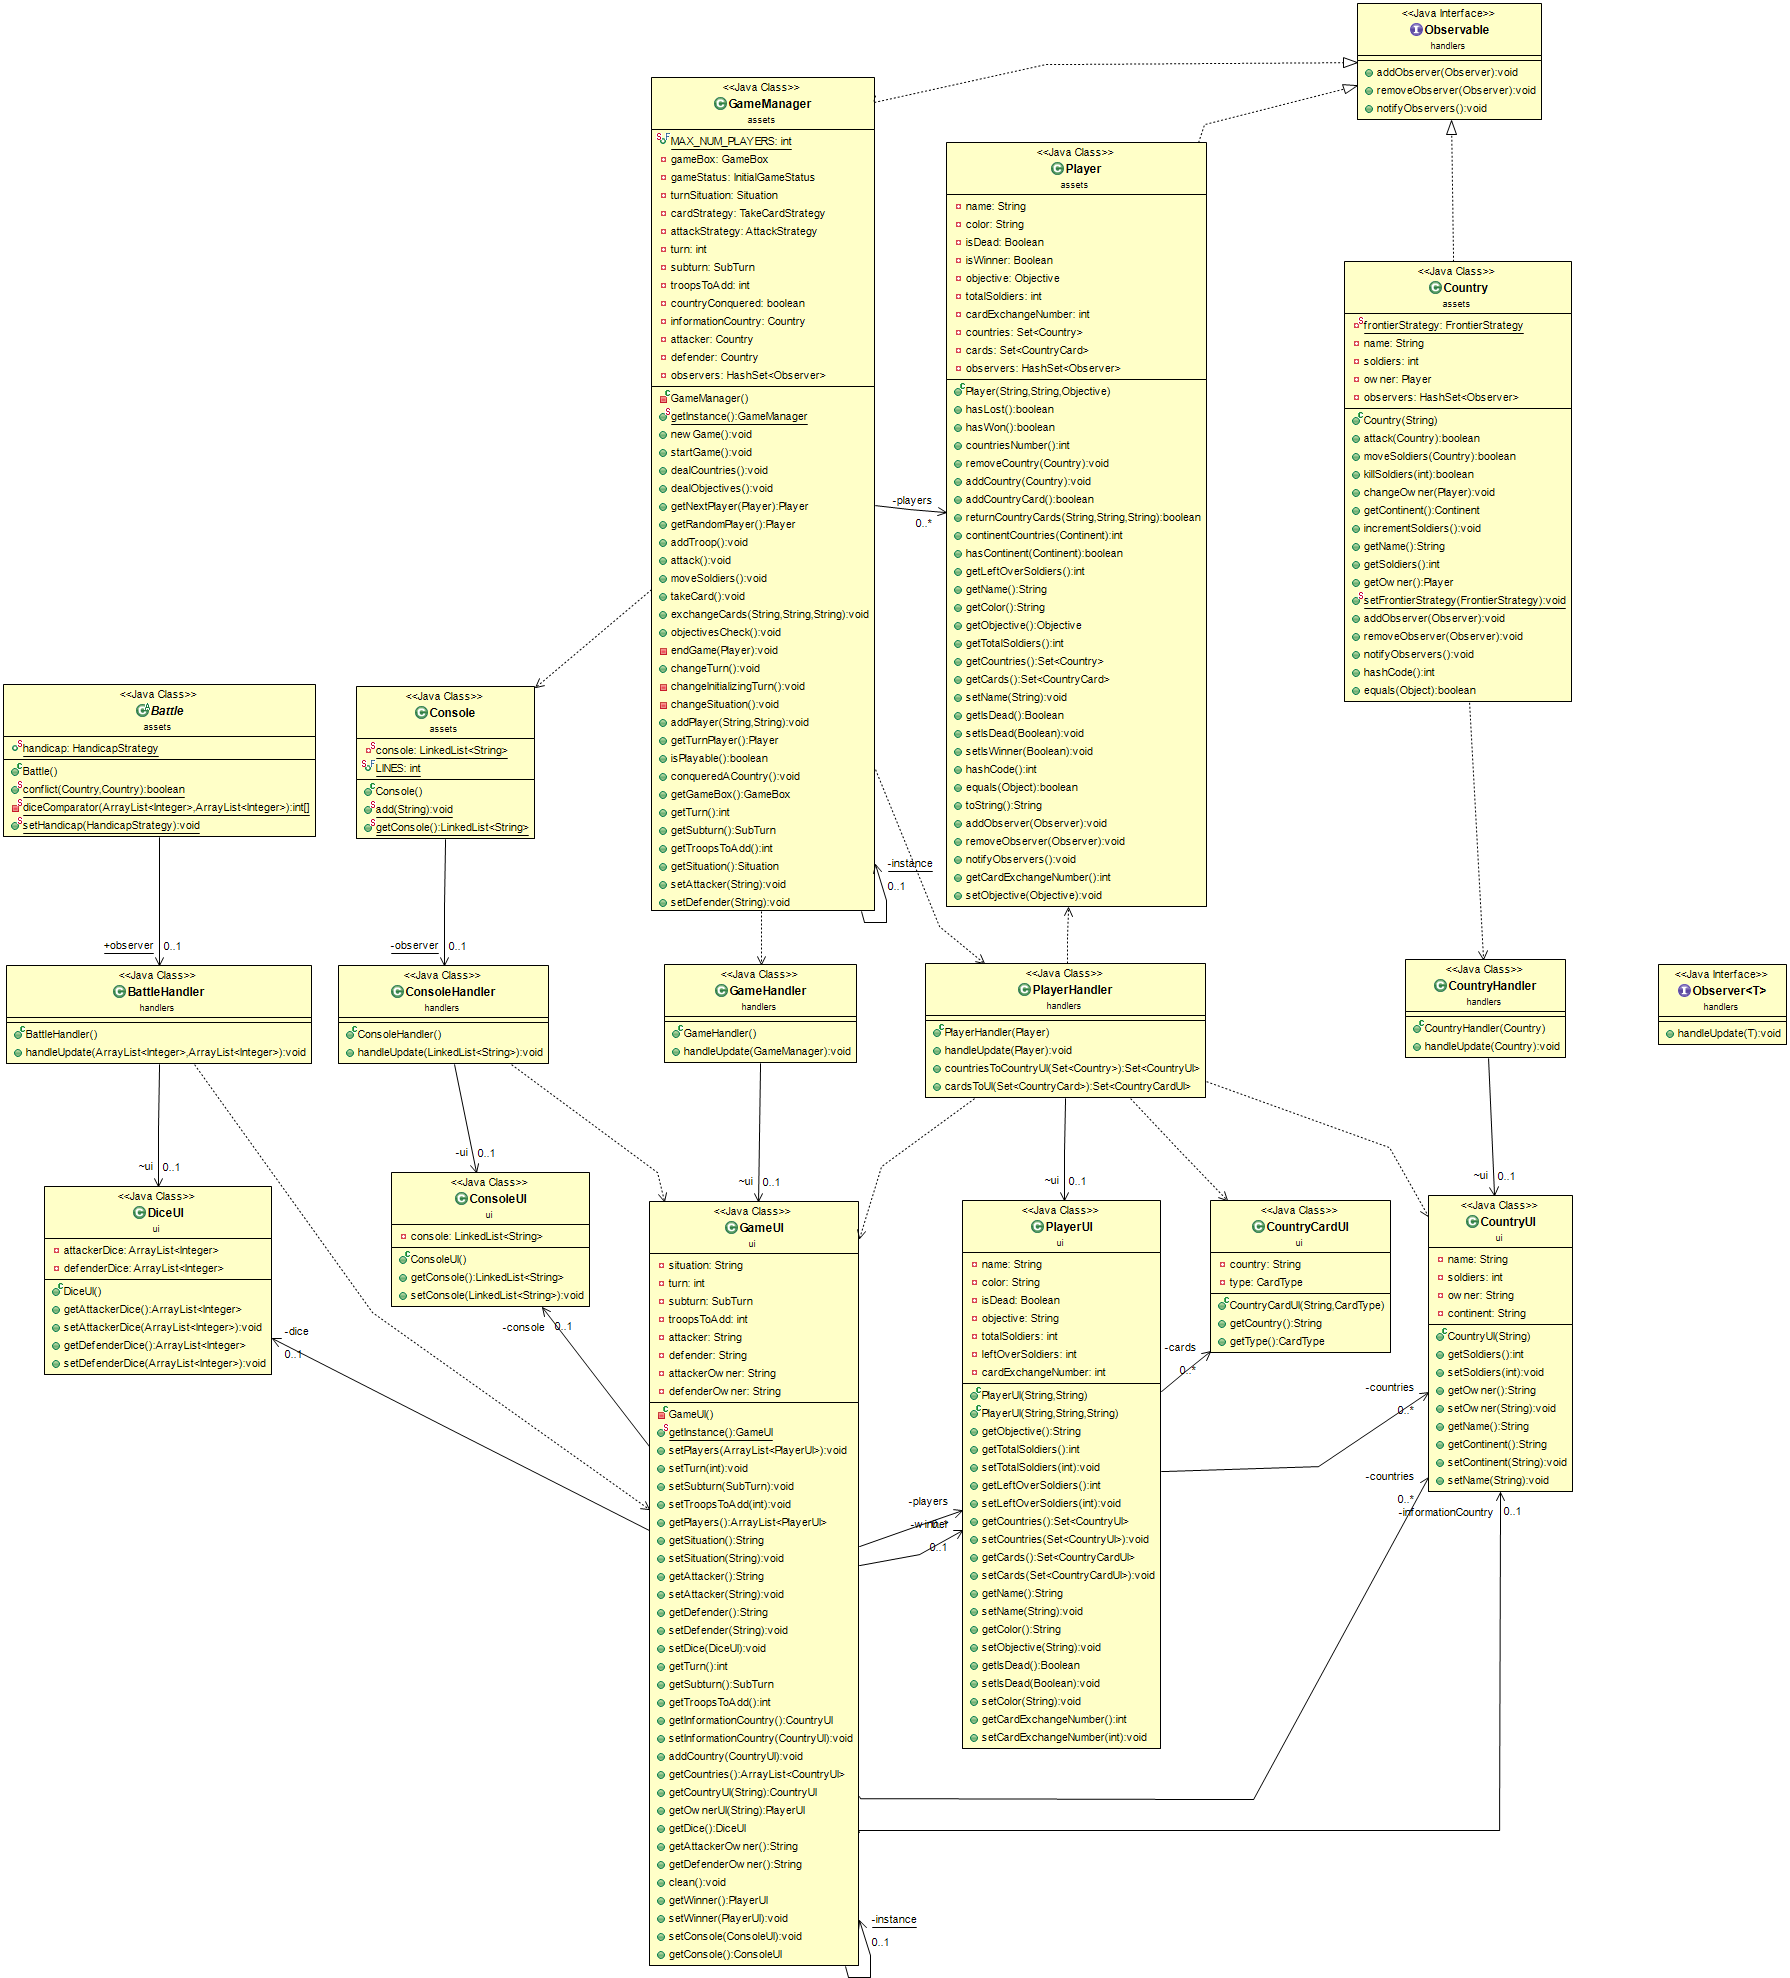 <<Java Interface>>
Observable
handlers
addObserver(Observer):void
removeObserver(Observer):void
notifyObservers():void
<<Java Class>>
GameManager
assets
MAX_NUM_PLAYERS: int
gameBox: GameBox
gameStatus: InitialGameStatus
turnSituation: Situation
cardStrategy: TakeCardStrategy
attackStrategy: AttackStrategy
turn: int
subturn: SubTurn
troopsToAdd: int
countryConquered: boolean
informationCountry: Country
attacker: Country
defender: Country
observers: HashSet<Observer>
GameManager()
getInstance():GameManager
newGame():void
startGame():void
dealCountries():void
dealObjectives():void
getNextPlayer(Player):Player
getRandomPlayer():Player
addTroop():void
attack():void
moveSoldiers():void
takeCard():void
exchangeCards(String,String,String):void
objectivesCheck():void
endGame(Player):void
changeTurn():void
changeInitializingTurn():void
changeSituation():void
addPlayer(String,String):void
getTurnPlayer():Player
isPlayable():boolean
conqueredACountry():void
getGameBox():GameBox
getTurn():int
getSubturn():SubTurn
getTroopsToAdd():int
getSituation():Situation
setAttacker(String):void
setDefender(String):void
-players
0..*
-instance
0..1
<<Java Class>>
Player
assets
name: String
color: String
isDead: Boolean
isWinner: Boolean
objective: Objective
totalSoldiers: int
cardExchangeNumber: int
countries: Set<Country>
cards: Set<CountryCard>
observers: HashSet<Observer>
Player(String,String,Objective)
hasLost():boolean
hasWon():boolean
countriesNumber():int
removeCountry(Country):void
addCountry(Country):void
addCountryCard():boolean
returnCountryCards(String,String,String):boolean
continentCountries(Continent):int
hasContinent(Continent):boolean
getLeftOverSoldiers():int
getName():String
getColor():String
getObjective():Objective
getTotalSoldiers():int
getCountries():Set<Country>
getCards():Set<CountryCard>
setName(String):void
getIsDead():Boolean
setIsDead(Boolean):void
setIsWinner(Boolean):void
hashCode():int
equals(Object):boolean
toString():String
addObserver(Observer):void
removeObserver(Observer):void
notifyObservers():void
getCardExchangeNumber():int
setObjective(Objective):void
<<Java Class>>
Country
assets
frontierStrategy: FrontierStrategy
name: String
soldiers: int
owner: Player
observers: HashSet<Observer>
Country(String)
attack(Country):boolean
moveSoldiers(Country):boolean
killSoldiers(int):boolean
changeOwner(Player):void
getContinent():Continent
incrementSoldiers():void
getName():String
getSoldiers():int
getOwner():Player
setFrontierStrategy(FrontierStrategy):void
addObserver(Observer):void
removeObserver(Observer):void
notifyObservers():void
hashCode():int
equals(Object):boolean
<<Java Class>>
Battle
assets
handicap: HandicapStrategy
Battle()
conflict(Country,Country):boolean
diceComparator(ArrayList<Integer>,ArrayList<Integer>):int[]
setHandicap(HandicapStrategy):void
+observer
0..1
<<Java Class>>
Console
assets
console: LinkedList<String>
LINES: int
Console()
add(String):void
getConsole():LinkedList<String>
-observer
0..1
<<Java Class>>
BattleHandler
handlers
BattleHandler()
handleUpdate(ArrayList<Integer>,ArrayList<Integer>):void
~ui
0..1
<<Java Class>>
ConsoleHandler
handlers
ConsoleHandler()
handleUpdate(LinkedList<String>):void
-ui
0..1
<<Java Class>>
GameHandler
handlers
GameHandler()
handleUpdate(GameManager):void
~ui
0..1
<<Java Class>>
PlayerHandler
handlers
PlayerHandler(Player)
handleUpdate(Player):void
countriesToCountryUI(Set<Country>):Set<CountryUI>
cardsToUI(Set<CountryCard>):Set<CountryCardUI>
~ui
0..1
<<Java Class>>
CountryHandler
handlers
CountryHandler(Country)
handleUpdate(Country):void
~ui
0..1
<<Java Interface>>
Observer<T>
handlers
handleUpdate(T):void
<<Java Class>>
DiceUI
ui
attackerDice: ArrayList<Integer>
defenderDice: ArrayList<Integer>
DiceUI()
getAttackerDice():ArrayList<Integer>
setAttackerDice(ArrayList<Integer>):void
getDefenderDice():ArrayList<Integer>
setDefenderDice(ArrayList<Integer>):void
-dice
0..1
<<Java Class>>
ConsoleUI
ui
console: LinkedList<String>
ConsoleUI()
getConsole():LinkedList<String>
setConsole(LinkedList<String>):void
-console
0..1
<<Java Class>>
GameUI
ui
situation: String
turn: int
subturn: SubTurn
troopsToAdd: int
attacker: String
defender: String
attackerOwner: String
defenderOwner: String
GameUI()
getInstance():GameUI
setPlayers(ArrayList<PlayerUI>):void
setTurn(int):void
setSubturn(SubTurn):void
setTroopsToAdd(int):void
getPlayers():ArrayList<PlayerUI>
getSituation():String
setSituation(String):void
getAttacker():String
setAttacker(String):void
getDefender():String
setDefender(String):void
setDice(DiceUI):void
getTurn():int
getSubturn():SubTurn
getTroopsToAdd():int
getInformationCountry():CountryUI
setInformationCountry(CountryUI):void
addCountry(CountryUI):void
getCountries():ArrayList<CountryUI>
getCountryUI(String):CountryUI
getOwnerUI(String):PlayerUI
getDice():DiceUI
getAttackerOwner():String
getDefenderOwner():String
clean():void
getWinner():PlayerUI
setWinner(PlayerUI):void
setConsole(ConsoleUI):void
getConsole():ConsoleUI
-players
0..*
-winner
0..1
-instance
0..1
<<Java Class>>
PlayerUI
ui
name: String
color: String
isDead: Boolean
objective: String
totalSoldiers: int
leftOverSoldiers: int
cardExchangeNumber: int
PlayerUI(String,String)
PlayerUI(String,String,String)
getObjective():String
getTotalSoldiers():int
setTotalSoldiers(int):void
getLeftOverSoldiers():int
setLeftOverSoldiers(int):void
getCountries():Set<CountryUI>
setCountries(Set<CountryUI>):void
getCards():Set<CountryCardUI>
setCards(Set<CountryCardUI>):void
getName():String
setName(String):void
getColor():String
setObjective(String):void
getIsDead():Boolean
setIsDead(Boolean):void
setColor(String):void
getCardExchangeNumber():int
setCardExchangeNumber(int):void
<<Java Class>>
CountryCardUI
ui
country: String
type: CardType
CountryCardUI(String,CardType)
getCountry():String
getType():CardType
-cards
0..*
<<Java Class>>
CountryUI
ui
name: String
soldiers: int
owner: String
continent: String
CountryUI(String)
getSoldiers():int
setSoldiers(int):void
getOwner():String
setOwner(String):void
getName():String
getContinent():String
setContinent(String):void
setName(String):void
-countries
0..*
-countries
0..*
-informationCountry
0..1